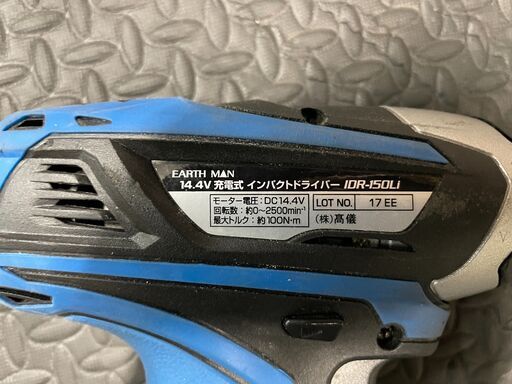 EARTH MAN
14.4V 充電式 インパクトドライバー IDR-150Li
モーター電圧：DC14.4V
回転数：約0～2500min⁻¹
最大トルク：約100N·m
LOT NO. 17 EE
(株)髙儀